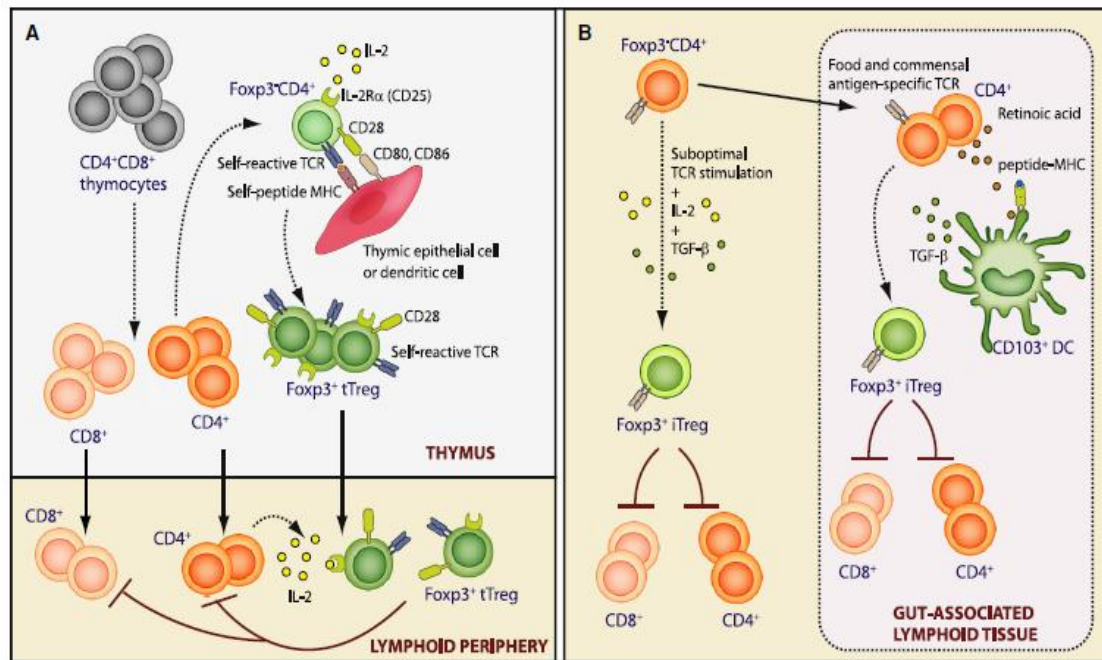 A
IL-2
Foxp3-CD4+
IL-2Rα (CD25)
CD28
CD80, CD86
CD4+CD8+
thymocytes
Self-reactive TCR
Self-peptide MHC
Thymic epithelial cell
or dendritic cell
CD28
Self-reactive TCR
Foxp3+ tTreg
CD8+
CD4+
THYMUS
CD8+
CD4+
IL-2
Foxp3+ tTreg
LYMPHOID PERIPHERY
B
Foxp3-CD4+
Suboptimal
TCR stimulation
+
IL-2
+
TGF-β
Foxp3+ iTreg
CD8+
CD4+
Food and commensal
antigen-specific TCR
CD4+
Retinoic acid
peptide-MHC
TGF-β
CD103+ DC
Foxp3+ iTreg
CD8+
CD4+
GUT-ASSOCIATED
LYMPHOID TISSUE